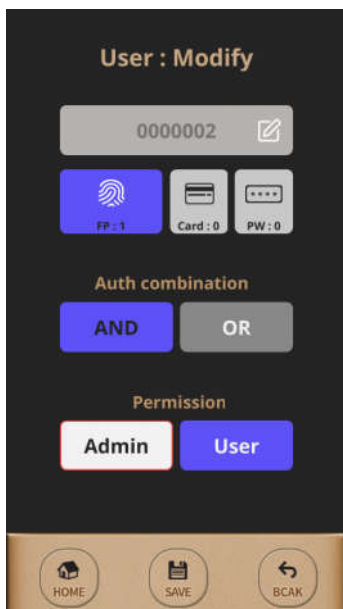 User : Modify
0000002
FP : 1 Card : 0 PW : 0
Auth combination
AND OR
Permission
Admin User
HOME SAVE BCAK